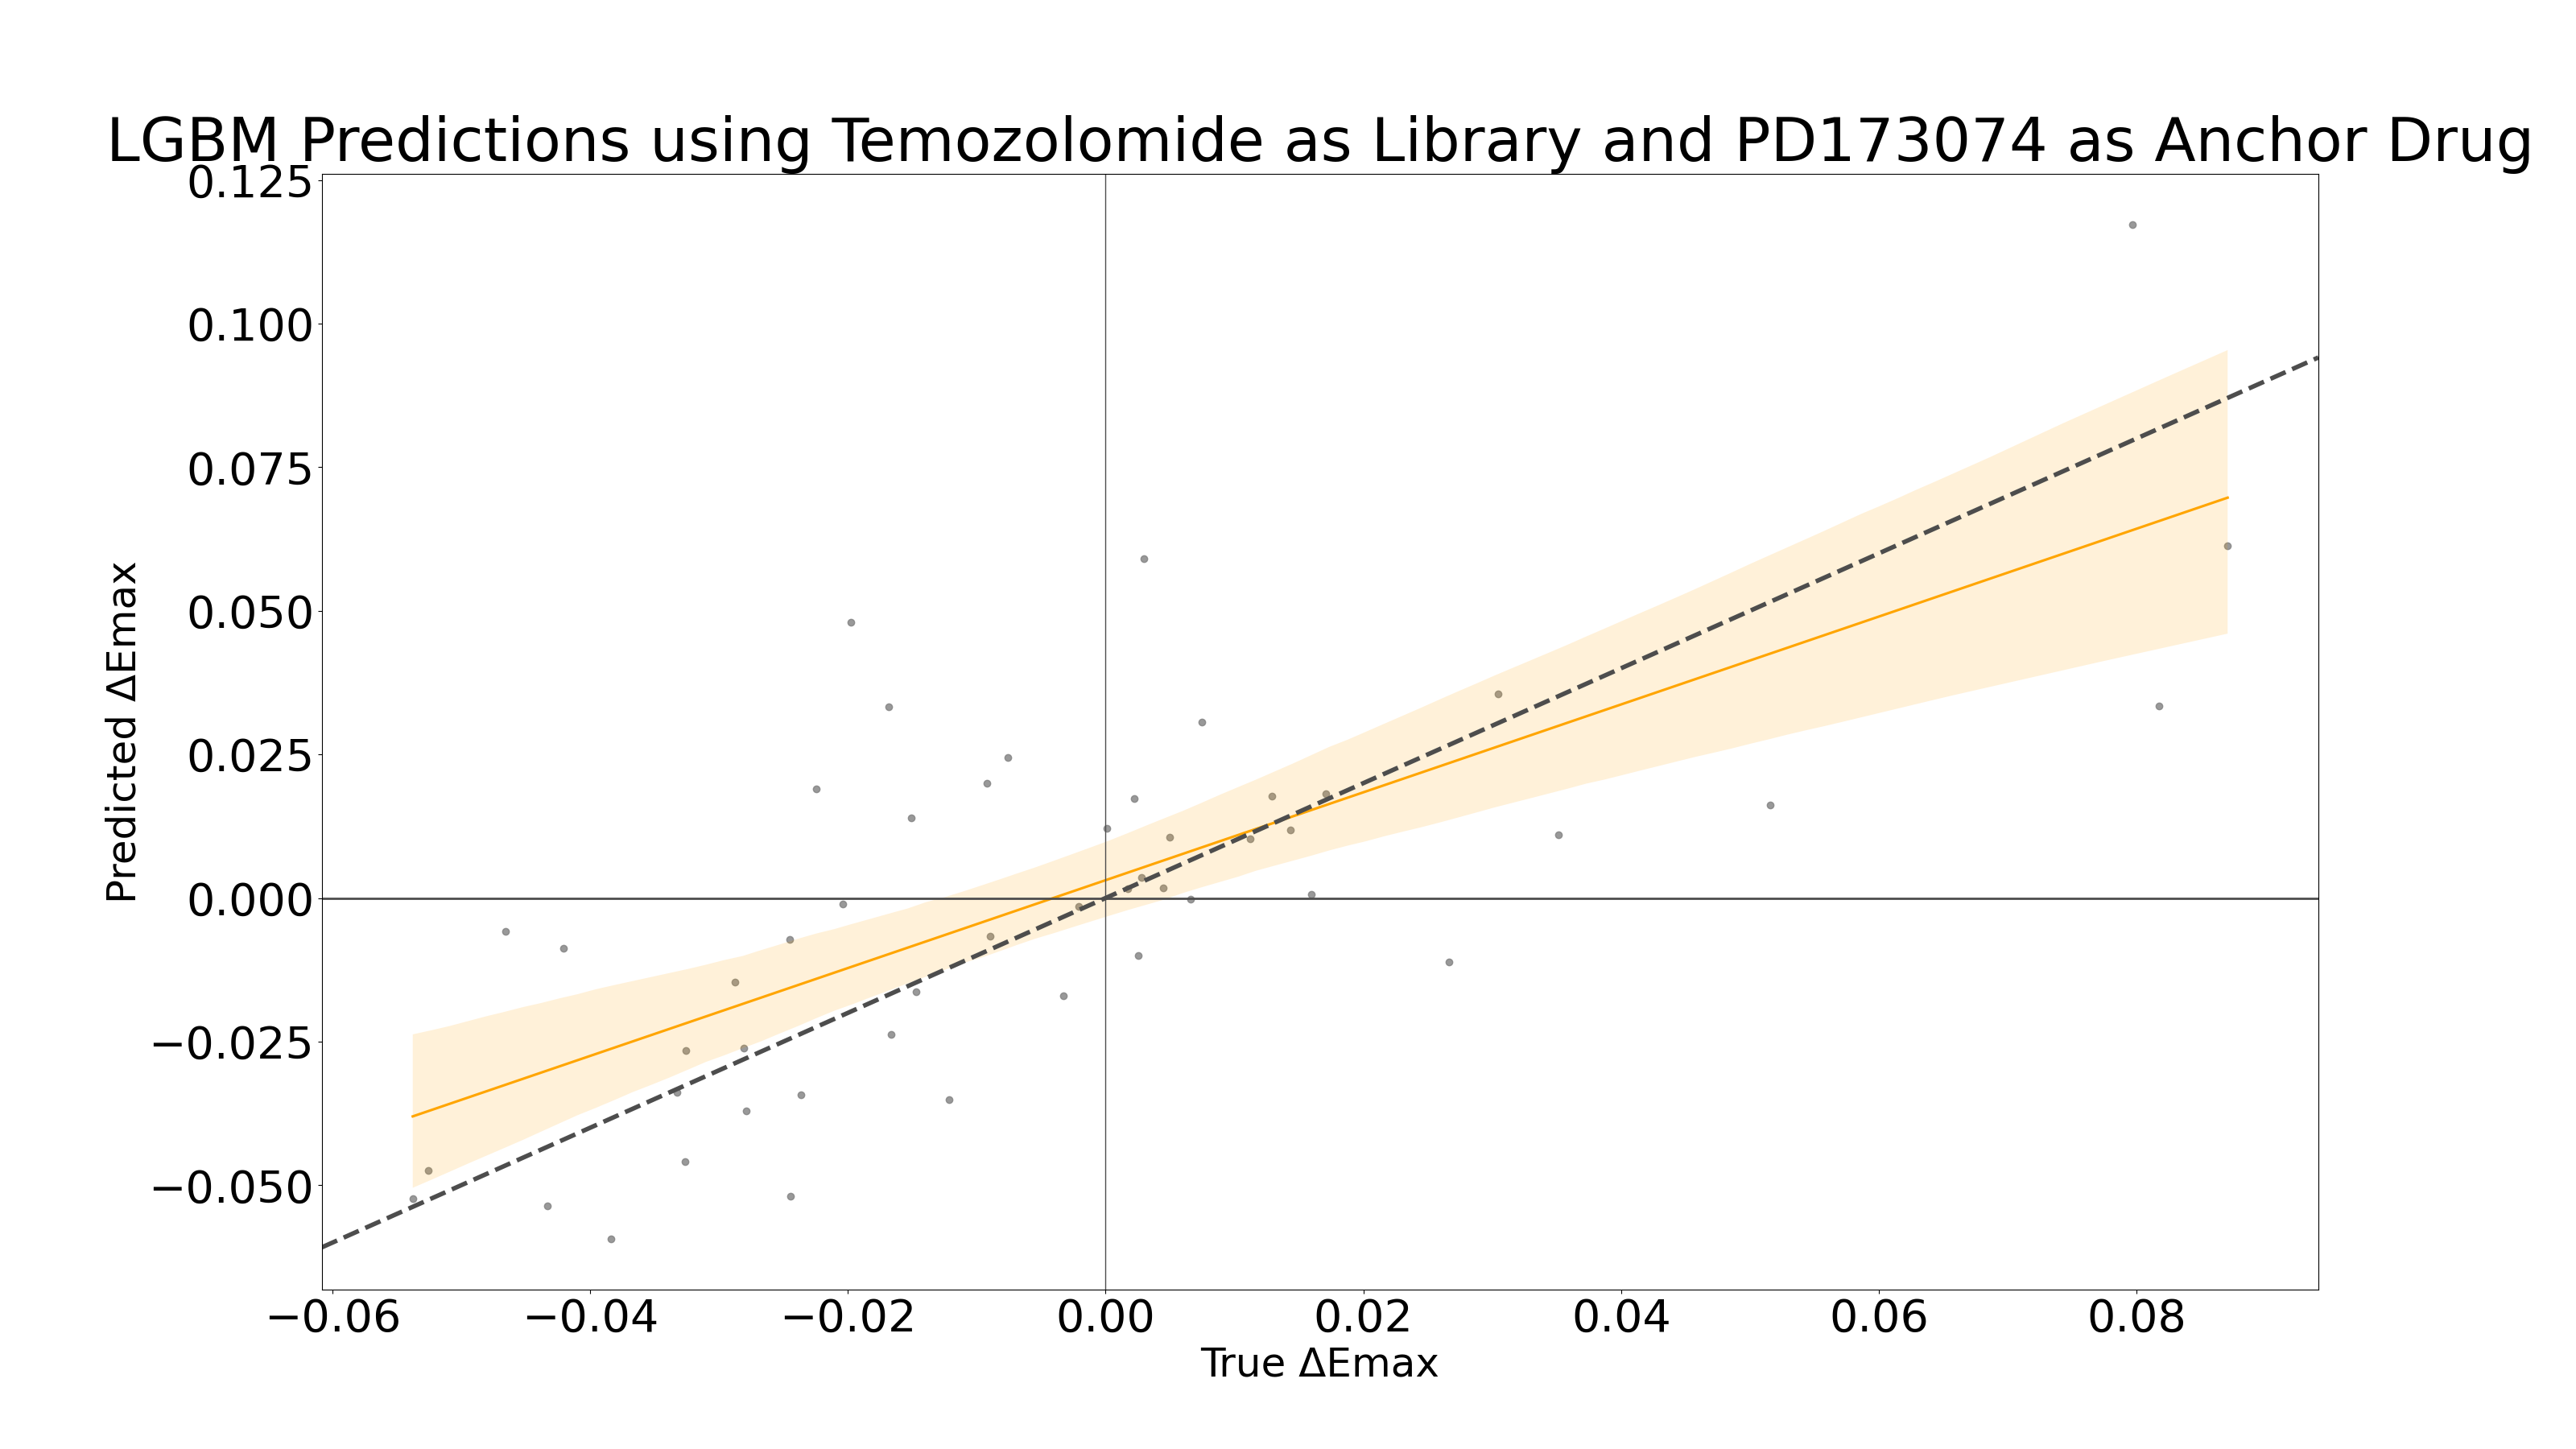 LGBM Predictions using Temozolomide as Library and PD173074 as Anchor Drug
0.125
0.100
0.075
0.050
0.025
0.000
−0.025
−0.050
Predicted ΔEmax
−0.06 −0.04 −0.02 0.00 0.02 0.04 0.06 0.08
True ΔEmax